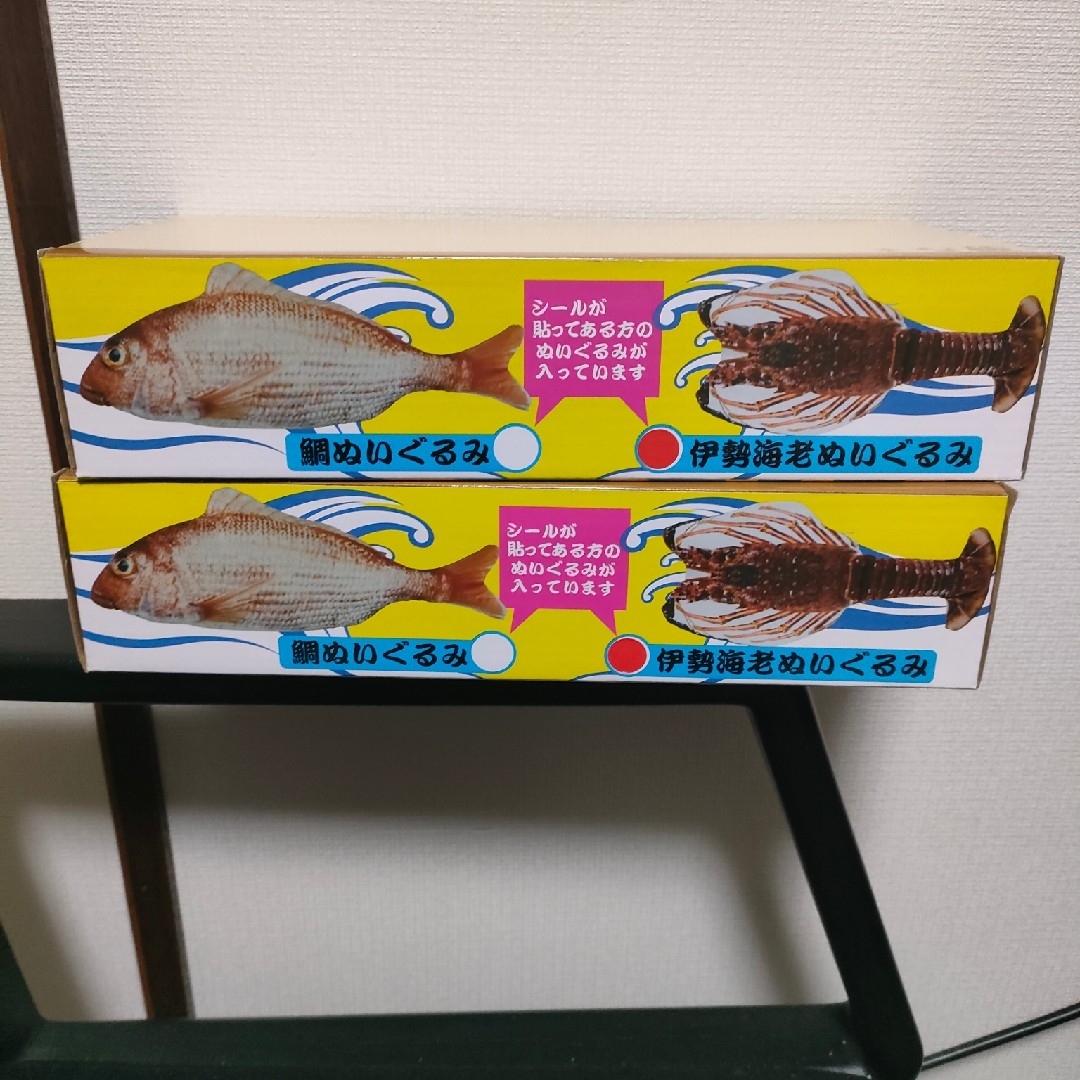 シールが
貼ってある方の
ぬいぐるみが
入っています
鯛ぬいぐるみ
伊勢海老ぬいぐるみ
シールが
貼ってある方の
ぬいぐるみが
入っています
鯛ぬいぐるみ
伊勢海老ぬいぐるみ